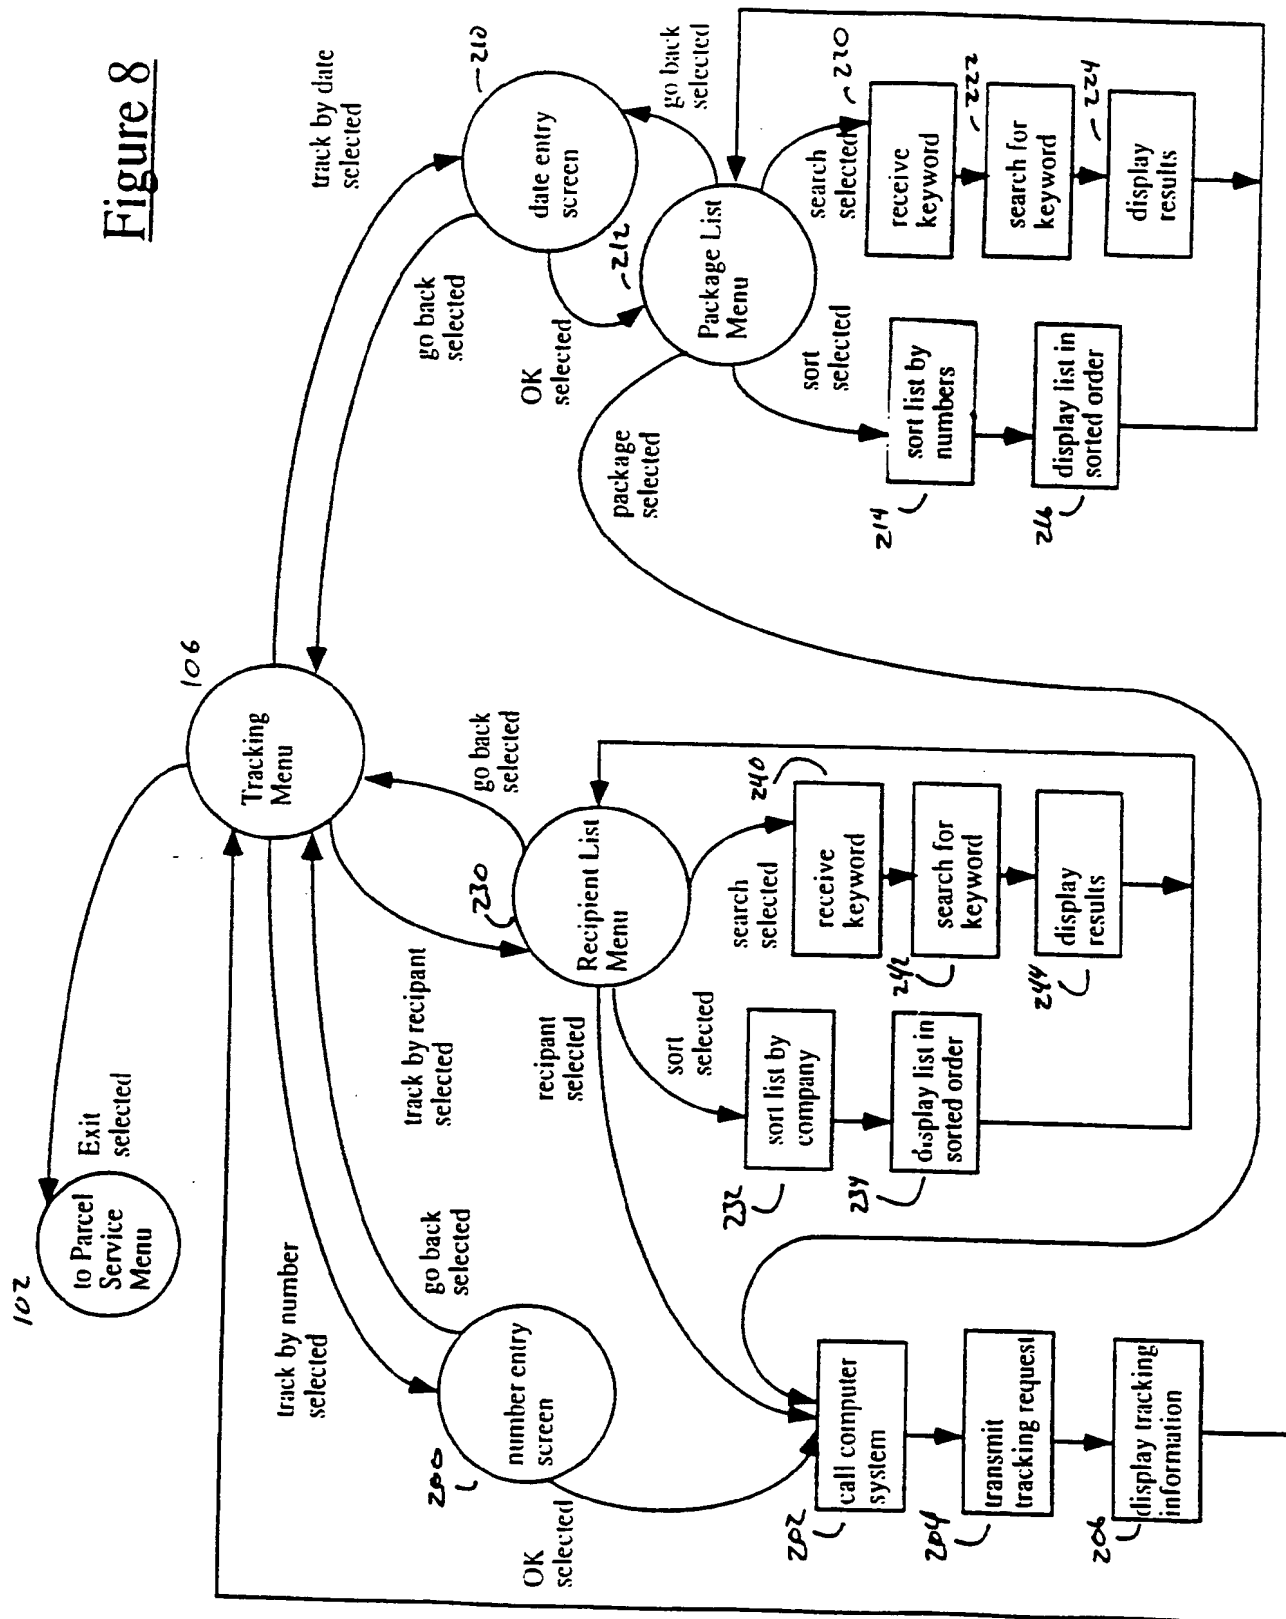 Figure 8
102
to Parcel
Service
Menu
Exit
selected
106
Tracking
Menu
track by number
selected
go back
selected
track by recipant
selected
go back
selected
track by date
selected
go back
selected
200
number entry
screen
OK
selected
230
Recipient List
Menu
recipant
selected
sort
selected
search
selected
210
date entry
screen
OK
selected
go back
selected
212
Package List
Menu
package
selected
sort
selected
search
selected
202
call computer
system
204
transmit
tracking request
206
display tracking
information
232
sort list by
company
234
display list in
sorted order
240
receive
keyword
242
search for
keyword
244
display
results
214
sort list by
numbers
216
display list in
sorted order
220
receive
keyword
222
search for
keyword
224
display
results